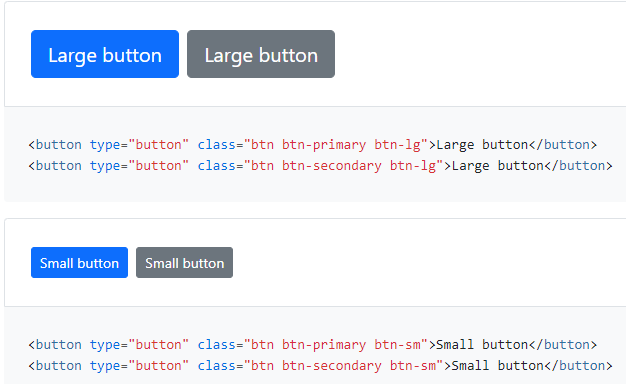 Large button Large button
<button type="button" class="btn btn-primary btn-lg">Large button</button>
<button type="button" class="btn btn-secondary btn-lg">Large button</button>
Small button Small button
<button type="button" class="btn btn-primary btn-sm">Small button</button>
<button type="button" class="btn btn-secondary btn-sm">Small button</button>